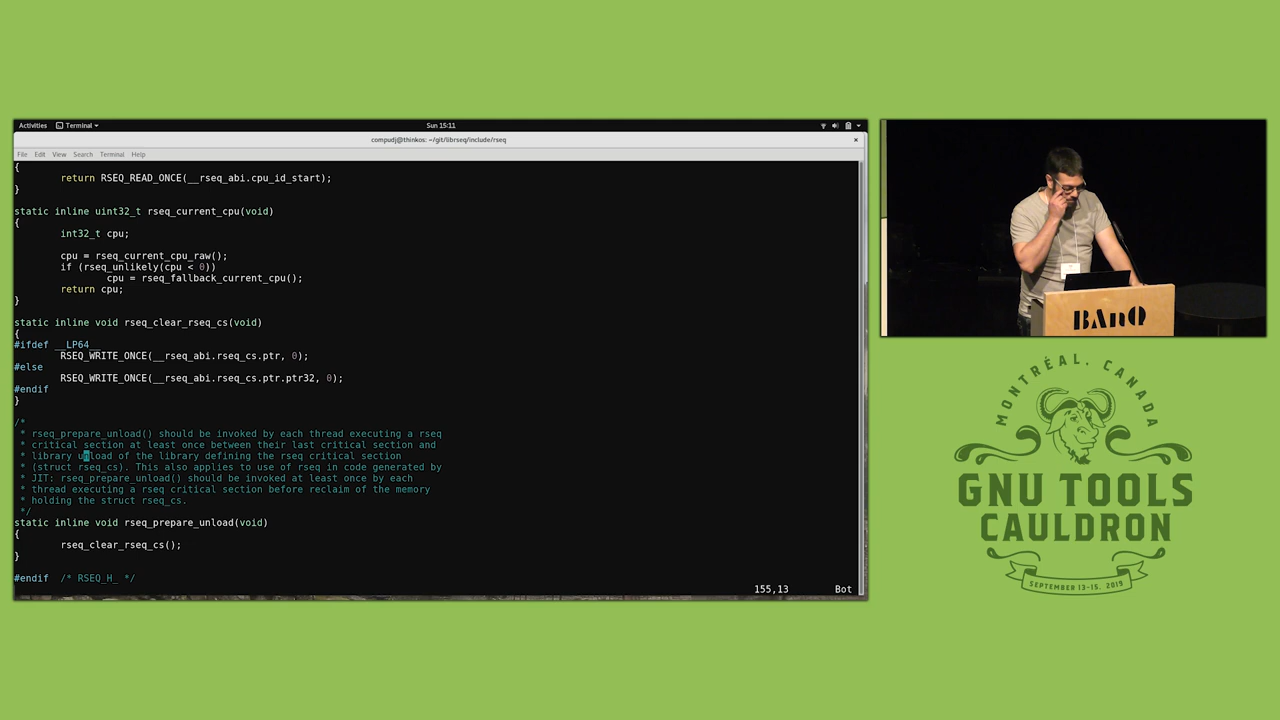 Activities Terminal Sun 15:11
compudj@thinkos: ~/git/librseq/include/rseq
File Edit View Search Terminal Help
{
return RSEQ_READ_ONCE(__rseq_abi.cpu_id_start);
}
static inline uint32_t rseq_current_cpu(void)
{
int32_t cpu;
cpu = rseq_current_cpu_raw();
if (rseq_unlikely(cpu < 0))
cpu = rseq_fallback_current_cpu();
return cpu;
}
static inline void rseq_clear_rseq_cs(void)
{
#ifdef __LP64__
RSEQ_WRITE_ONCE(__rseq_abi.rseq_cs.ptr, 0);
#else
RSEQ_WRITE_ONCE(__rseq_abi.rseq_cs.ptr.ptr32, 0);
#endif
}
/*
* rseq_prepare_unload() should be invoked by each thread executing a rseq
* critical section at least once between their last critical section and
* library unload of the library defining the rseq critical section
* (struct rseq_cs). This also applies to use of rseq in code generated by
* JIT: rseq_prepare_unload() should be invoked at least once by each
* thread executing a rseq critical section before reclaim of the memory
* holding the struct rseq_cs.
*/
static inline void rseq_prepare_unload(void)
{
rseq_clear_rseq_cs();
}
#endif /* RSEQ_H_ */
155,13 Bot
BAnQ
MONTRÉAL, CANADA
GNU TOOLS
CAULDRON
SEPTEMBER 13-15, 2019